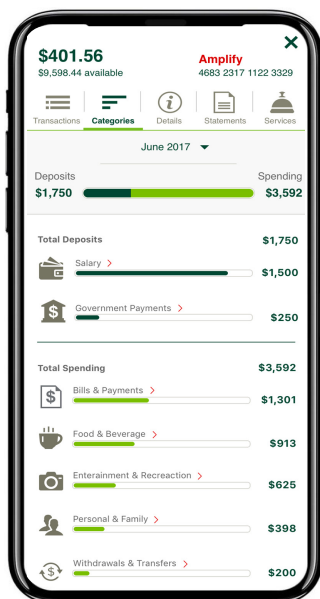 $401.56
Amplify
$9,598.44 available
4683 2317 1122 3329
Transactions Categories Details Statements Services
June 2017
Deposits Spending
$1,750 $3,592
Total Deposits $1,750
Salary >
$1,500
Government Payments >
$250
Total Spending $3,592
Bills & Payments >
$1,301
Food & Beverage >
$913
Enterainment & Recreaction >
$625
Personal & Family >
$398
Withdrawals & Transfers >
$200